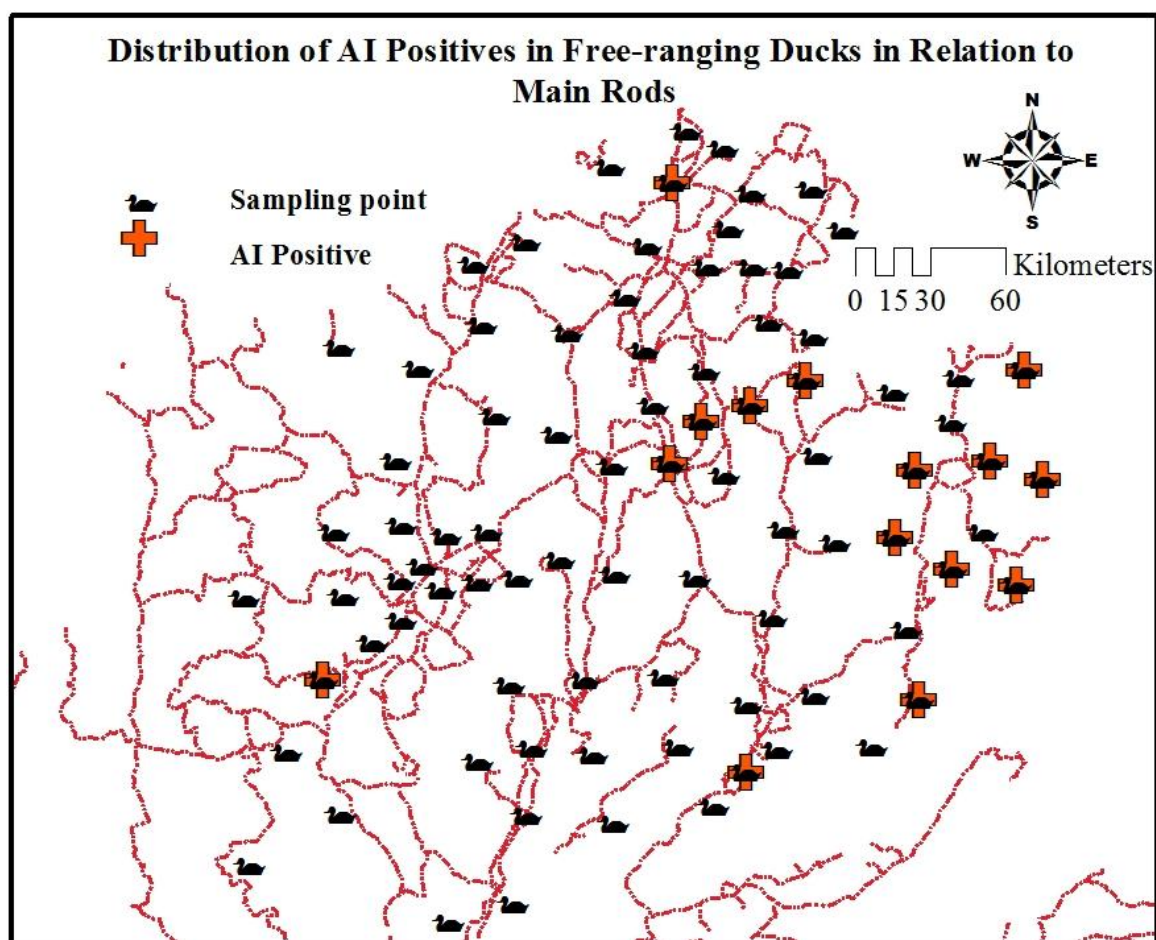 Distribution of AI Positives in Free-ranging Ducks in Relation to
Main Rods
N
W E
S
Sampling point
AI Positive
Kilometers
0 15 30 60